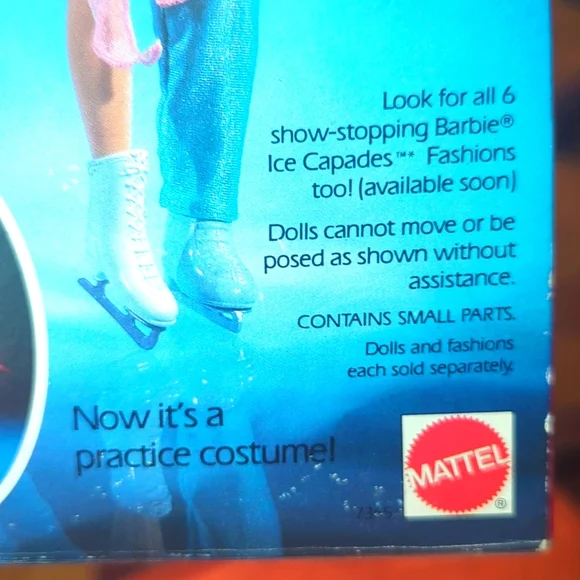 Look for all 6
show-stopping Barbie®
Ice Capades™* Fashions
too! (available soon)
Dolls cannot move or be
posed as shown without
assistance.
CONTAINS SMALL PARTS.
Dolls and fashions
each sold separately.
Now it's a
practice costume!
MATTEL
®